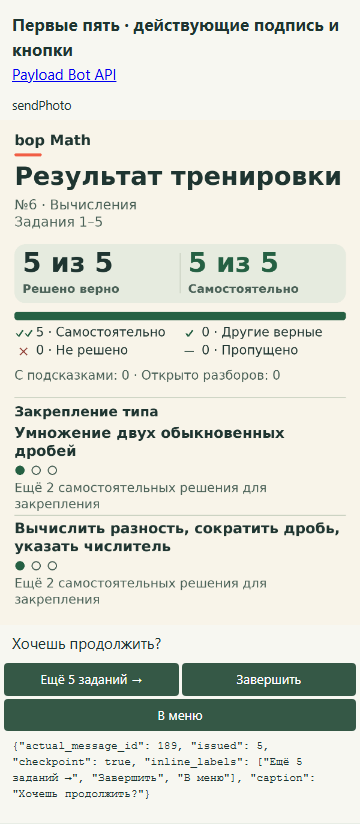 Первые пять · действующие подпись и
кнопки
Payload Bot API
sendPhoto
bop Math
Результат тренировки
№6 · Вычисления
Задания 1–5
5 из 5
Решено верно
5 из 5
Самостоятельно
✓✓ 5 · Самостоятельно
✓ 0 · Другие верные
✕ 0 · Не решено
— 0 · Пропущено
С подсказками: 0 · Открыто разборов: 0
Закрепление типа
Умножение двух обыкновенных
дробей
Ещё 2 самостоятельных решения для
закрепления
Вычислить разность, сократить дробь,
указать числитель
Ещё 2 самостоятельных решения для
закрепления
Хочешь продолжить?
Ещё 5 заданий →
Завершить
В меню
{"actual_message_id": 189, "issued": 5,
"checkpoint": true, "inline_labels": ["Ещё 5
заданий →", "Завершить", "В меню"], "caption":
"Хочешь продолжить?"}